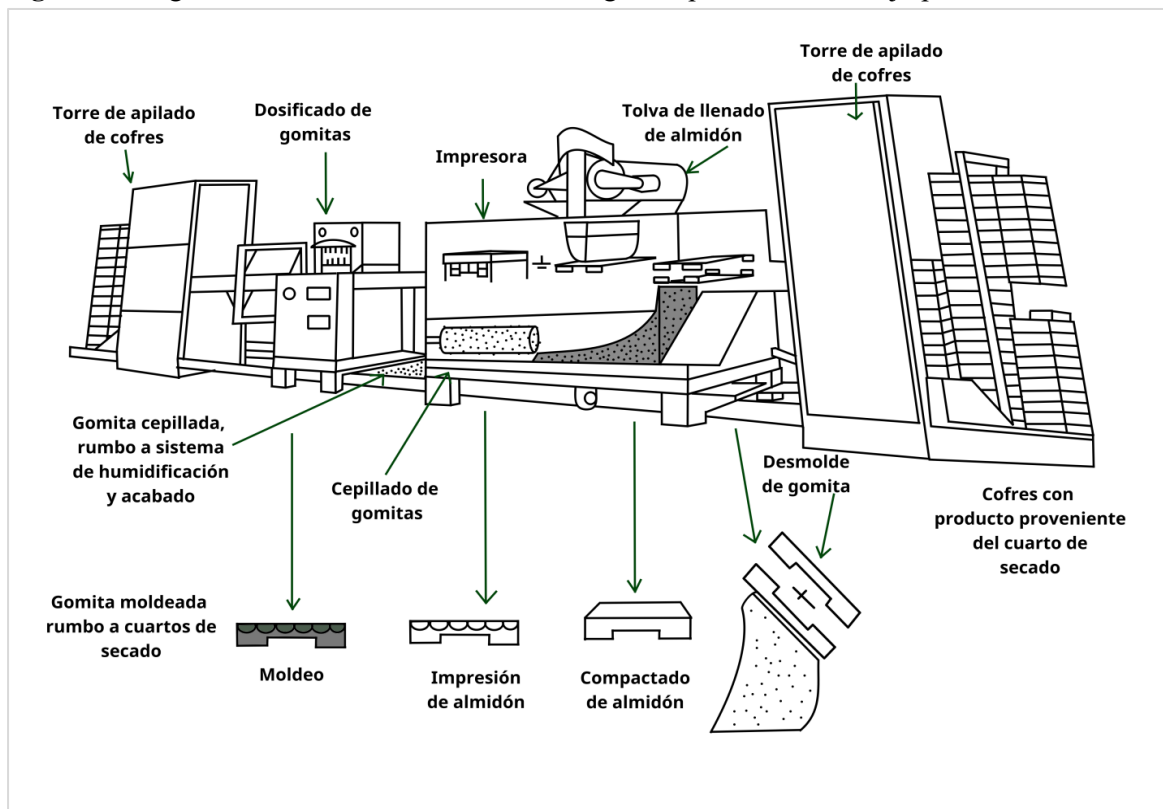 Torre de apilado
de cofres
Dosificado de
gomitas
Impresora
Tolva de llenado
de almidón
Torre de apilado
de cofres
Gomita cepillada,
rumbo a sistema
de humidificación
y acabado
Cepillado de
gomitas
Desmolde
de gomita
Cofres con
producto proveniente
del cuarto de
secado
Gomita moldeada
rumbo a cuartos de
secado
Moldeo
Impresión
de almidón
Compactado
de almidón